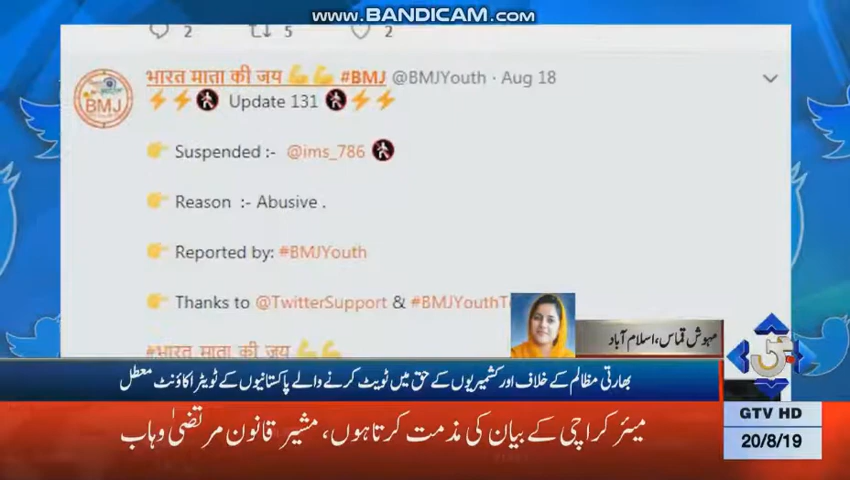 www.BANDICAM.com
2 5 2
भारत माता की जय 💪💪 #BMJ @BMJYouth · Aug 18
BMJ
⚡⚡🚷 Update 131 🚷⚡⚡
👉 Suspended :- @ims_786 🚷
👉 Reason :- Abusive .
👉 Reported by: #BMJYouth
👉 Thanks to @TwitterSupport & #BMJYouthT
#भारत माता की जय 💪💪
مہوش قماس، اسلام آباد
بھارتی مظالم کے خلاف اور کشمیریوں کے حق میں ٹویٹ کرنے والے پاکستانیوں کے ٹویٹر اکاؤنٹ معطل
GTV HD
میئر کراچی کے بیان کی مذمت کرتا ہوں، مشیر قانون مرتضیٰ وہاب
20/8/19